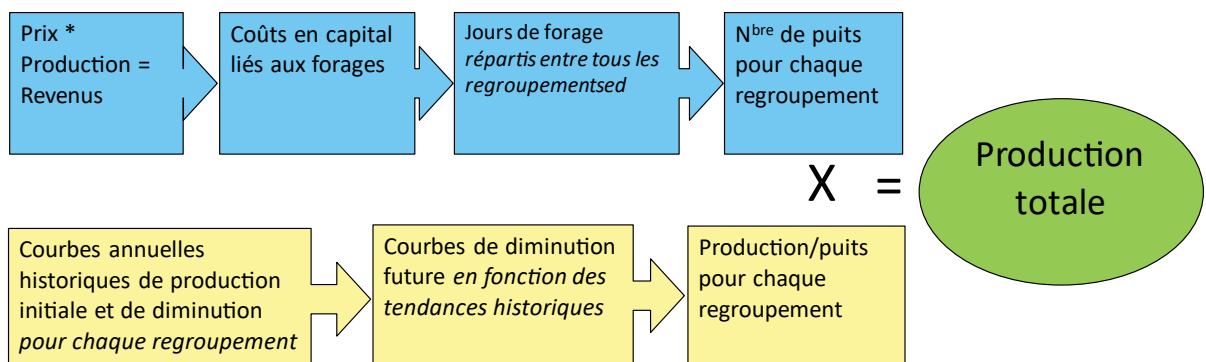 Prix *
Production =
Revenus
Coûts en capital
liés aux forages
Jours de forage
répartis entre tous les
regroupementsed
Nbre de puits
pour chaque
regroupement
X =
Production
totale
Courbes annuelles
historiques de production
initiale et de diminution
pour chaque regroupement
Courbes de diminution
future en fonction des
tendances historiques
Production/puits
pour chaque
regroupement